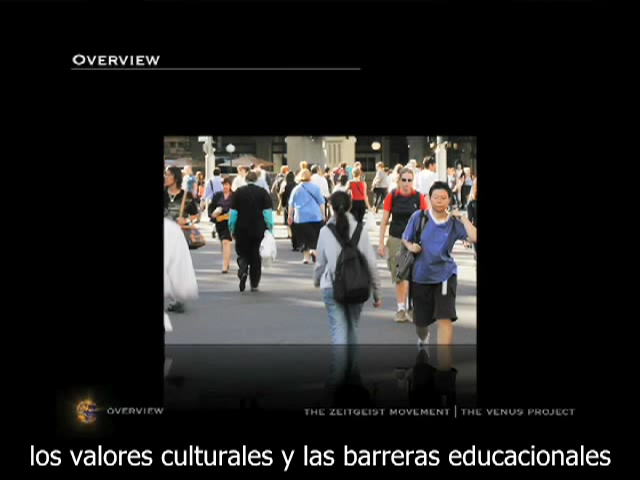 OVERVIEW
OVERVIEW
THE ZEITGEIST MOVEMENT | THE VENUS PROJECT
los valores culturales y las barreras educacionales